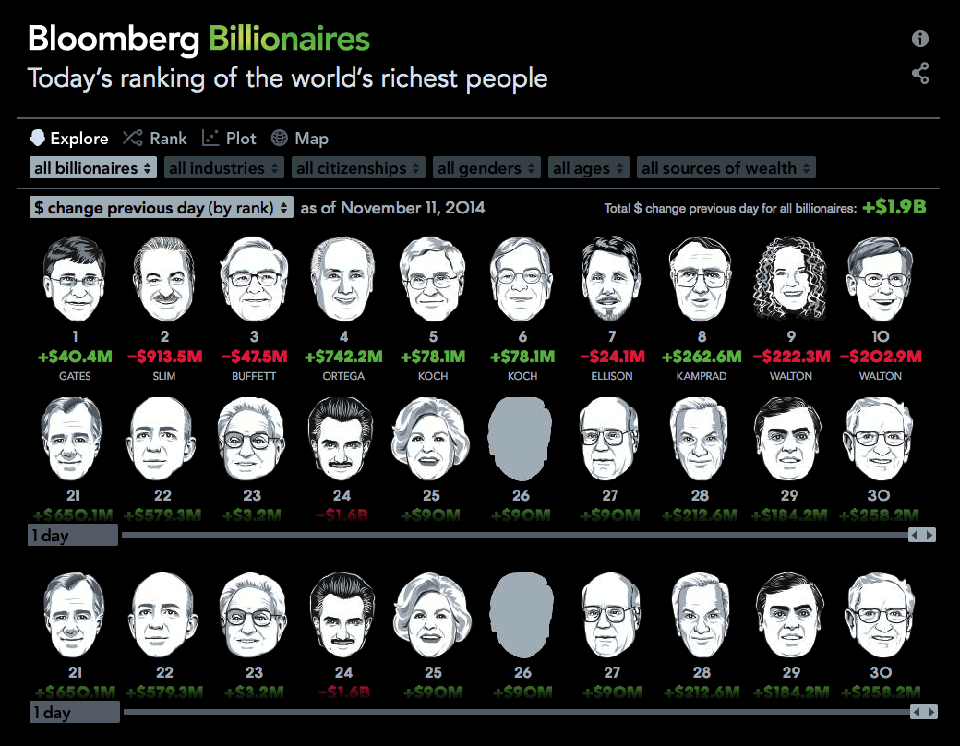 Bloomberg Billionaires
Today's ranking of the world's richest people
Explore Rank Plot Map
all billionaires all industries all citizenships all genders all ages all sources of wealth
$ change previous day (by rank) as of November 11, 2014 Total $ change previous day for all billionaires: +$1.9B
1 2 3 4 5 6 7 8 9 10
+$40.4M −$913.5M −$47.5M +$742.2M +$78.1M +$78.1M −$24.1M +$262.6M −$222.3M −$202.9M
GATES SLIM BUFFETT ORTEGA KOCH KOCH ELLISON KAMPRAD WALTON WALTON
21 22 23 24 25 26 27 28 29 30
+$650.1M +$579.3M +$3.2M −$1.6B +$90M +$90M +$90M +$212.6M +$184.2M +$258.2M
1 day
21 22 23 24 25 26 27 28 29 30
+$650.1M +$579.3M +$3.2M −$1.6B +$90M +$90M +$90M +$212.6M +$184.2M +$258.2M
1 day